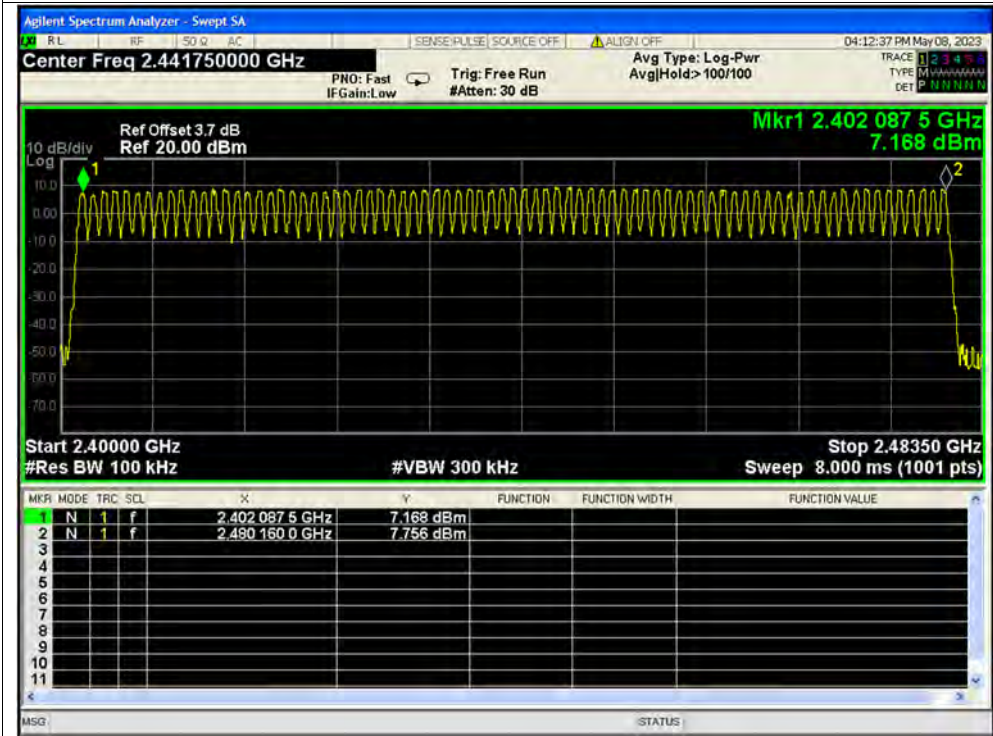 Agilent Spectrum Analyzer - Swept SA
RL RF 50 Ω AC SENSE:PULSE SOURCE OFF ALIGN OFF 04:12:37 PM May 08, 2023
Center Freq 2.441750000 GHz Avg Type: Log-Pwr TRACE 1 2 3 4 5 6
PNO: Fast Trig: Free Run Avg|Hold:> 100/100 TYPE M
IFGain:Low #Atten: 30 dB DET P N N N N N
Mkr1 2.402 087 5 GHz
Ref Offset 3.7 dB
10 dB/div Ref 20.00 dBm 7.168 dBm
Log
1 2
10.0
0.00
-10.0
-20.0
-30.0
-40.0
-50.0
-60.0
-70.0
Start 2.40000 GHz Stop 2.48350 GHz
#Res BW 100 kHz #VBW 300 kHz Sweep 8.000 ms (1001 pts)
MKR MODE TRC SCL X Y FUNCTION FUNCTION WIDTH FUNCTION VALUE
1 N 1 f 2.402 087 5 GHz 7.168 dBm
2 N 1 f 2.480 160 0 GHz 7.756 dBm
3
4
5
6
7
8
9
10
11
MSG STATUS